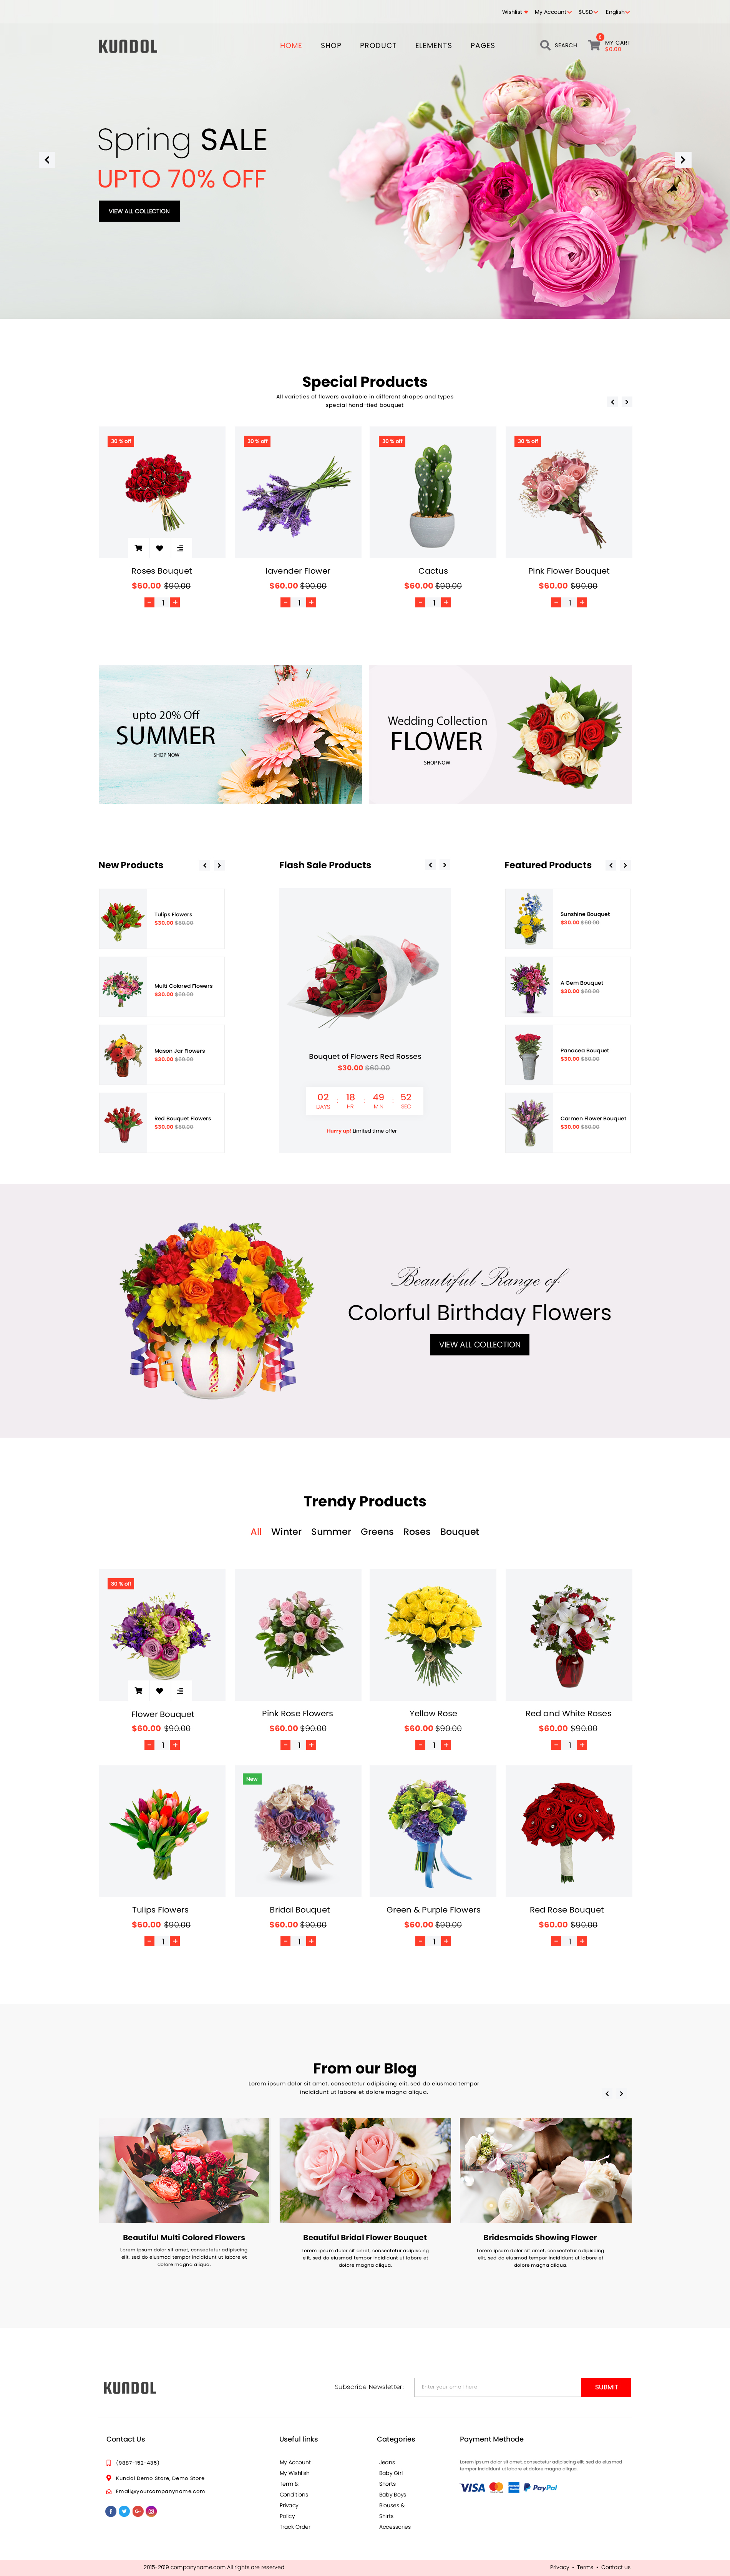 Wishlist My Account $USD English
KUNDOL
HOME SHOP PRODUCT ELEMENTS PAGES
SEARCH
0
MY CART
$0.00
Spring SALE
UPTO 70% OFF
VIEW ALL COLLECTION
Special Products
All varieties of flowers available in different shapes and types
special hand-tied bouquet
30 % off
30 % off
30 % off
30 % off
Roses Bouquet
$60.00 $90.00
- 1 +
lavender Flower
$60.00 $90.00
- 1 +
Cactus
$60.00 $90.00
- 1 +
Pink Flower Bouquet
$60.00 $90.00
- 1 +
upto 20% Off
SUMMER
SHOP NOW
Wedding Collection
FLOWER
SHOP NOW
New Products
Tulips Flowers
$30.00 $60.00
Multi Colored Flowers
$30.00 $60.00
Mason Jar Flowers
$30.00 $60.00
Red Bouquet Flowers
$30.00 $60.00
Flash Sale Products
Bouquet of Flowers Red Rosses
$30.00 $60.00
02 : 18 : 49 : 52
DAYS HR MIN SEC
Hurry up! Limited time offer
Featured Products
Sunshine Bouquet
$30.00 $60.00
A Gem Bouquet
$30.00 $60.00
Panacea Bouquet
$30.00 $60.00
Carmen Flower Bouquet
$30.00 $60.00
Beautiful Range of
Colorful Birthday Flowers
VIEW ALL COLLECTION
Trendy Products
All Winter Summer Greens Roses Bouquet
30 % off
Flower Bouquet
$60.00 $90.00
- 1 +
Pink Rose Flowers
$60.00 $90.00
- 1 +
Yellow Rose
$60.00 $90.00
- 1 +
Red and White Roses
$60.00 $90.00
- 1 +
New
Tulips Flowers
$60.00 $90.00
- 1 +
Bridal Bouquet
$60.00 $90.00
- 1 +
Green & Purple Flowers
$60.00 $90.00
- 1 +
Red Rose Bouquet
$60.00 $90.00
- 1 +
From our Blog
Lorem ipsum dolor sit amet, consectetur adipiscing elit, sed do eiusmod tempor
incididunt ut labore et dolore magna aliqua.
Beautiful Multi Colored Flowers
Lorem ipsum dolor sit amet, consectetur adipiscing
elit, sed do eiusmod tempor incididunt ut labore et
dolore magna aliqua.
Beautiful Bridal Flower Bouquet
Lorem ipsum dolor sit amet, consectetur adipiscing
elit, sed do eiusmod tempor incididunt ut labore et
dolore magna aliqua.
Bridesmaids Showing Flower
Lorem ipsum dolor sit amet, consectetur adipiscing
elit, sed do eiusmod tempor incididunt ut labore et
dolore magna aliqua.
KUNDOL
Subscribe Newsletter:
Enter your email here
SUBMIT
Contact Us
(9887-152-435)
Kundol Demo Store, Demo Store
Email@yourcompanyname.com
Useful links
My Account
My Wishlish
Term &
Conditions
Privacy
Policy
Track Order
Categories
Jeans
Baby Girl
Shorts
Baby Boys
Blouses &
Shirts
Accessories
Payment Methode
Lorem ipsum dolor sit amet, consectetur adipisicing elit, sed do eiusmod
tempor incididunt ut labore et dolore magna aliqua.
VISA PayPal
2015-2019 companyname.com All rights are reserved
Privacy • Terms • Contact us